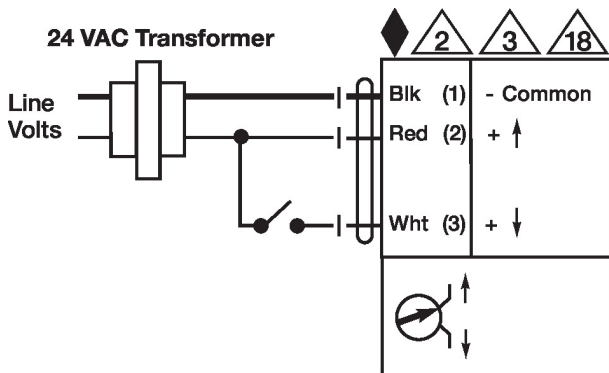 2 3 18
24 VAC Transformer
Line
Volts
Blk (1) - Common
Red (2) +
Wht (3) +